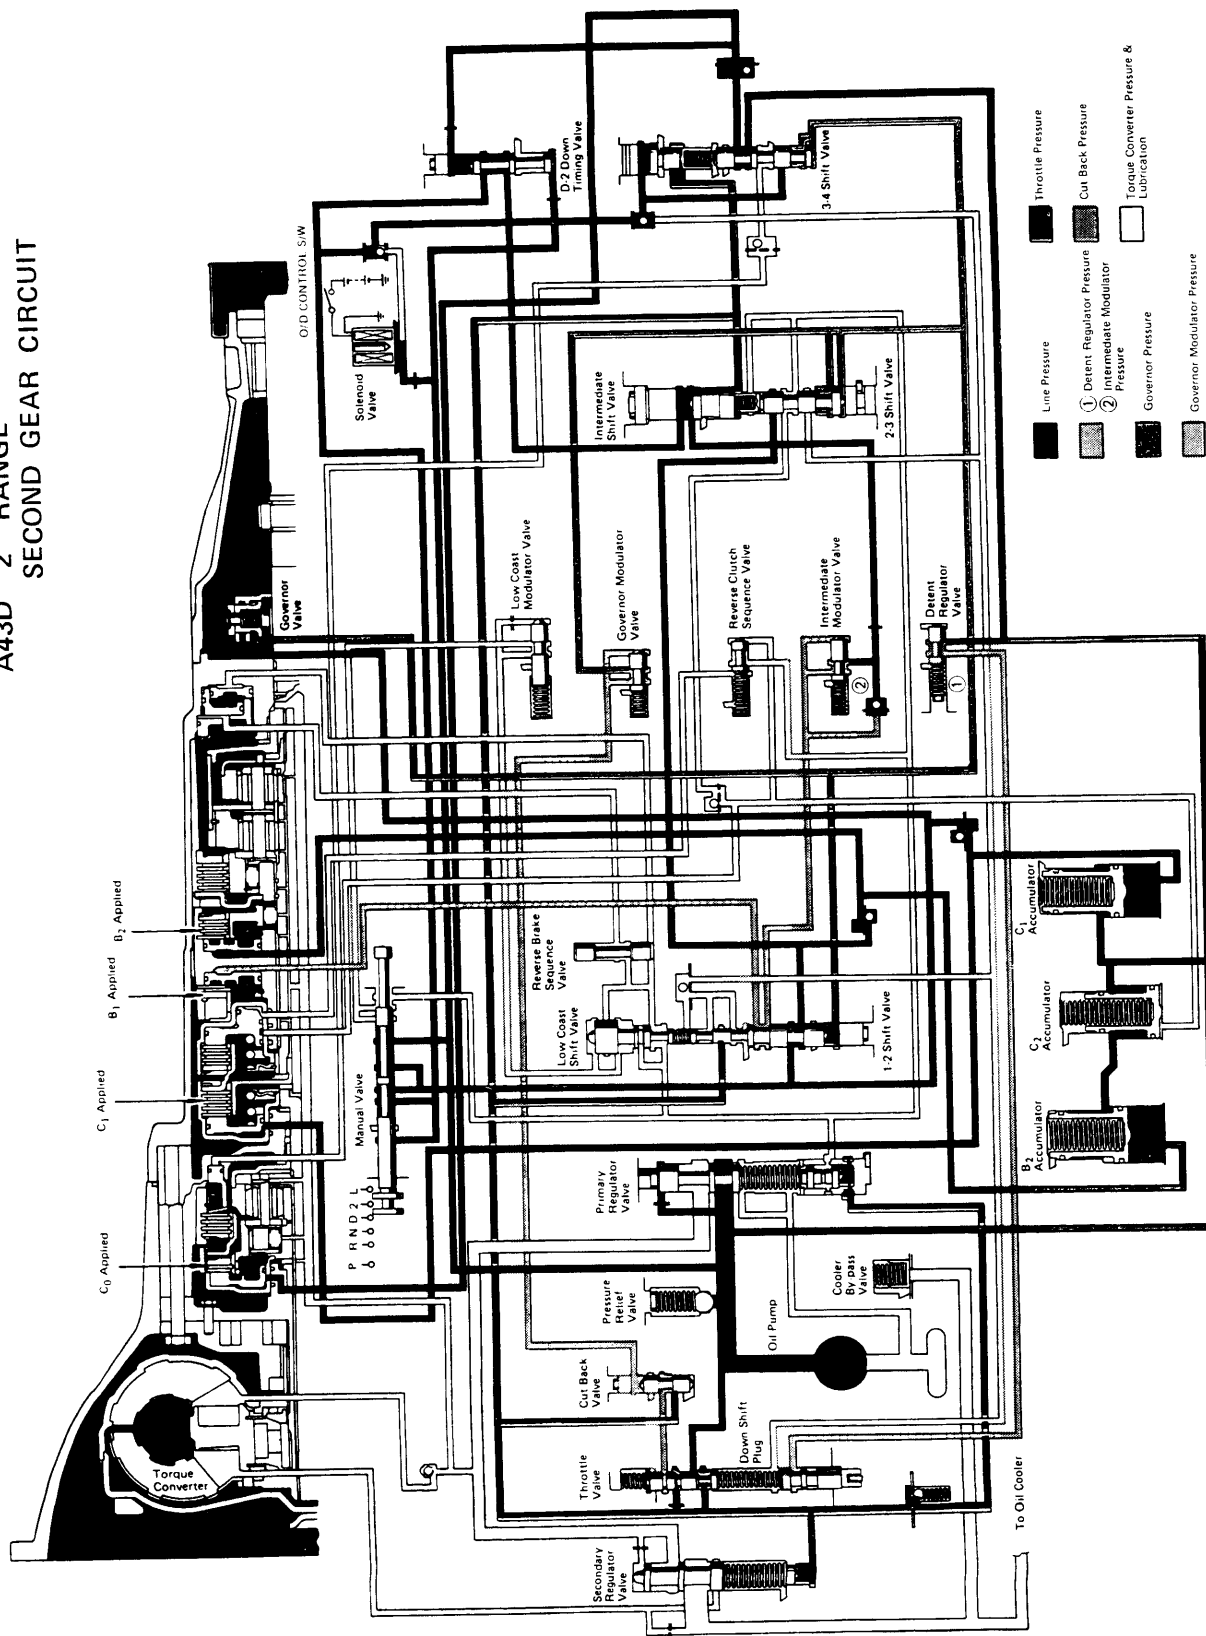 A43D "2" RANGE
SECOND GEAR CIRCUIT
C0 Applied
C1 Applied
B1 Applied
B2 Applied
Torque
Converter
Governor
Valve
O/D CONTROL S/W
Solenoid
Valve
D-2 Down
Timing Valve
P R N D 2 L
Manual Valve
Low Coast
Modulator Valve
Governor Modulator
Valve
Reverse Clutch
Sequence Valve
Intermediate
Modulator Valve
②
Detent
Regulator
Valve
①
Intermediate
Shift Valve
2-3 Shift Valve
3-4 Shift Valve
Reverse Brake
Sequence
Valve
Low Coast
Shift Valve
1-2 Shift Valve
Primary
Regulator
Valve
Pressure
Relief
Valve
Cooler
By-pass
Valve
Oil Pump
Cut Back
Valve
Throttle
Valve
Down Shift
Plug
Secondary
Regulator
Valve
To Oil Cooler
B2
Accumulator
C2
Accumulator
C1
Accumulator
Line Pressure
① Detent Regulator Pressure
② Intermediate Modulator
Pressure
Governor Pressure
Governor Modulator Pressure
Throttle Pressure
Cut Back Pressure
Torque Converter Pressure &
Lubrication